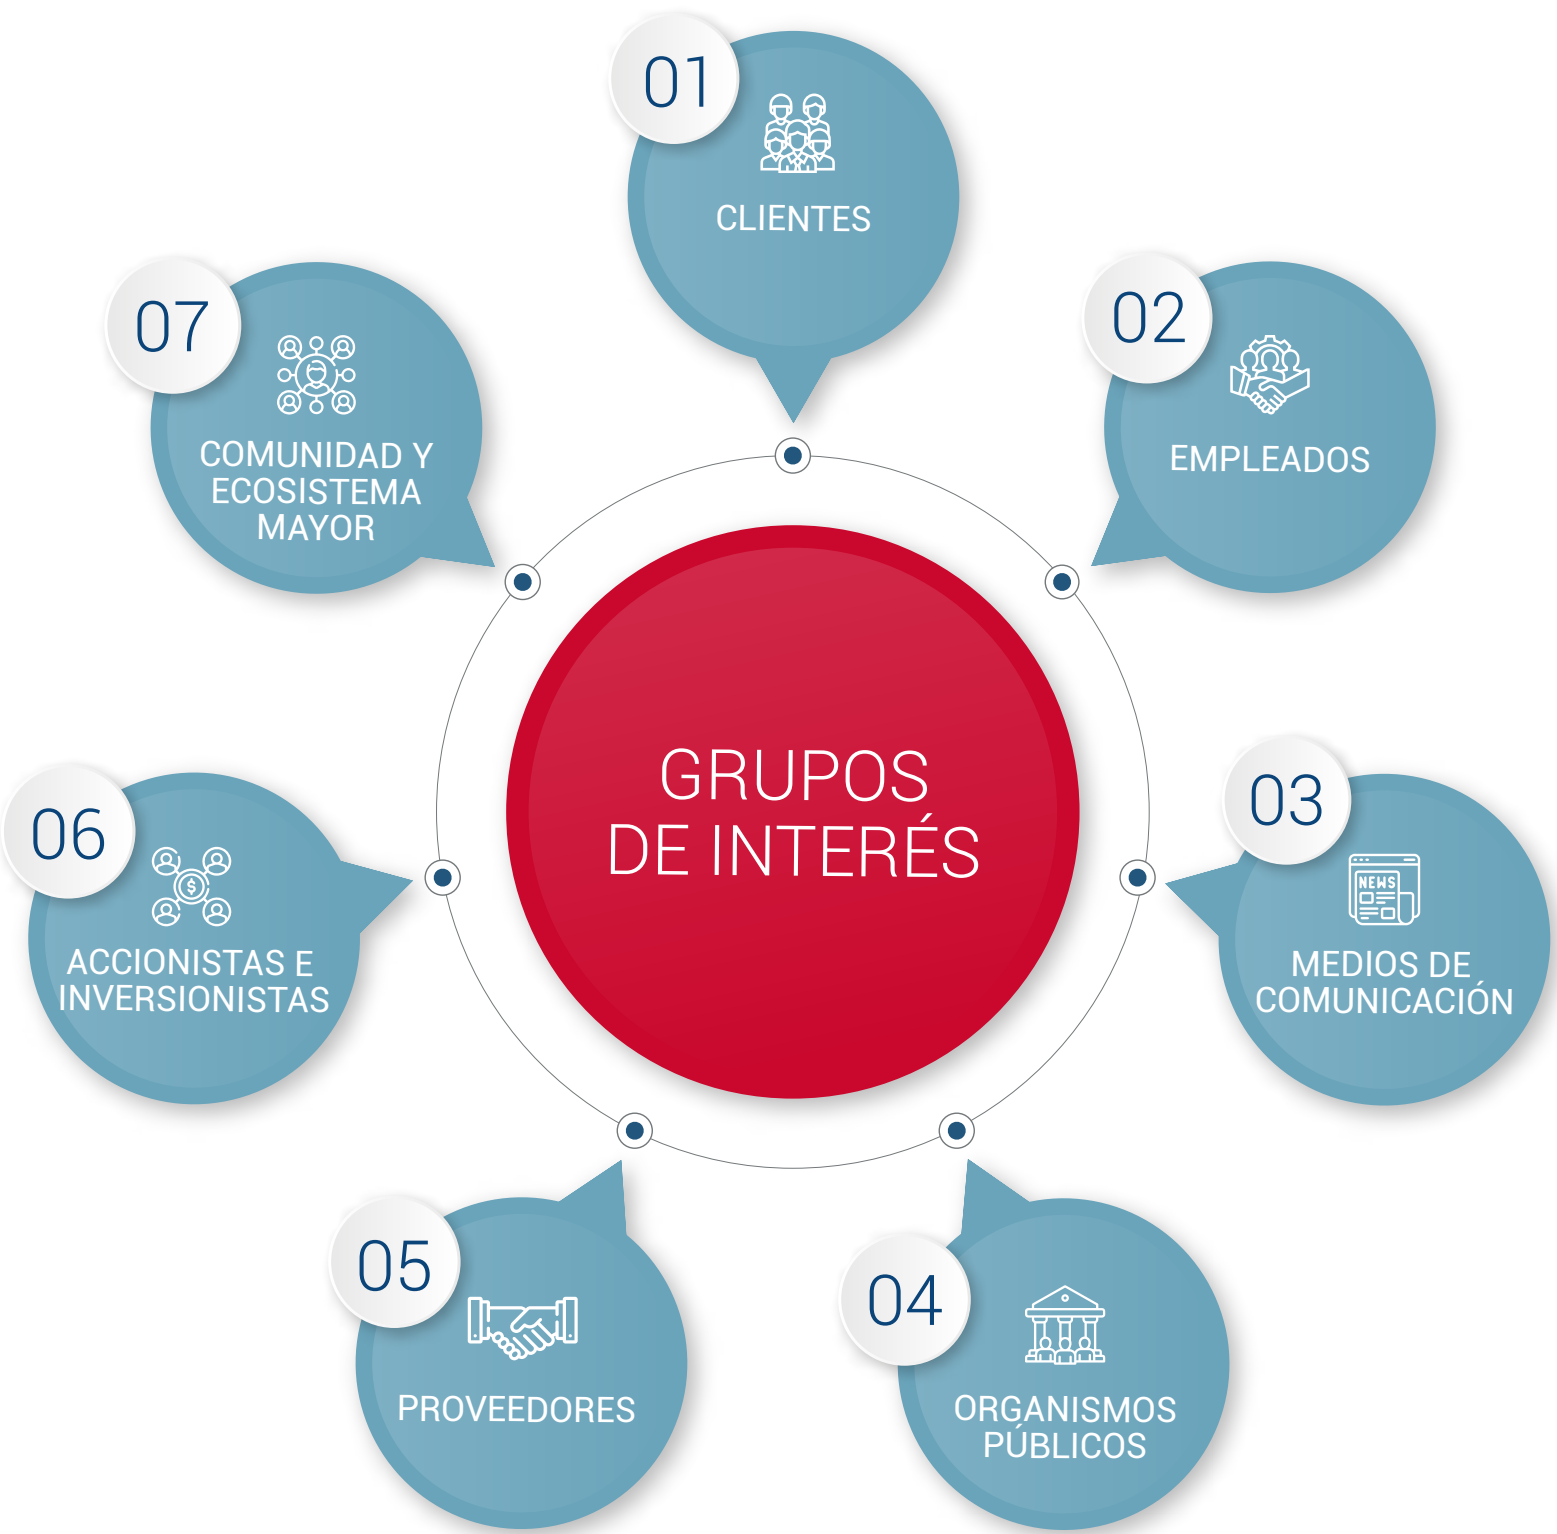 01
CLIENTES
02
EMPLEADOS
03
NEWS
MEDIOS DE
COMUNICACIÓN
04
ORGANISMOS
PÚBLICOS
05
PROVEEDORES
06
$
ACCIONISTAS E
INVERSIONISTAS
07
COMUNIDAD Y
ECOSISTEMA
MAYOR
GRUPOS
DE INTERÉS